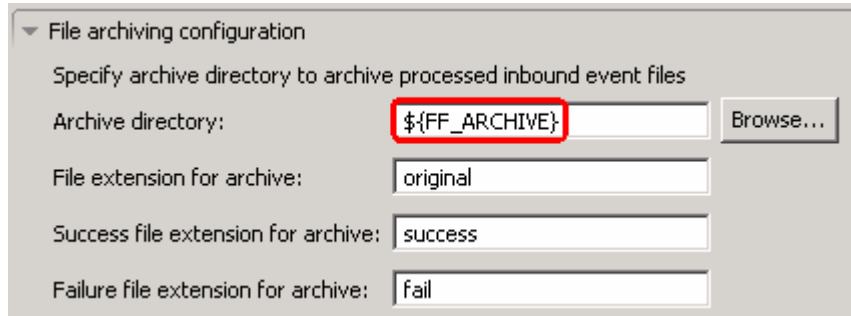 File archiving configuration
Specify archive directory to archive processed inbound event files
Archive directory: ${FF_ARCHIVE} Browse...
File extension for archive: original
Success file extension for archive: success
Failure file extension for archive: fail